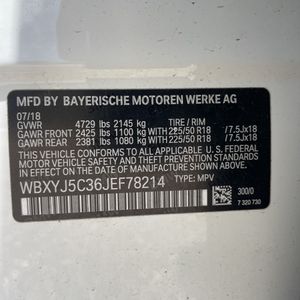 MFD BY BAYERISCHE MOTOREN WERKE AG
07/18
GVWR 4729 lbs 2145 kg TIRE / RIM
GAWR FRONT 2425 lbs 1100 kg WITH 225/50 R18 /7.5Jx18
GAWR REAR 2381 lbs 1080 kg WITH 225/50 R18 /7.5Jx18
THIS VEHICLE CONFORMS TO ALL APPLICABLE U.S. FEDERAL MOTOR VEHICLE
SAFETY, BUMPER, AND THEFT PREVENTION STANDARDS IN EFFECT ON THE
DATE OF MANUFACTURE SHOWN ABOVE.
WBXYJ5C36JEF78214
TYPE: MPV
300/0
7 320 730